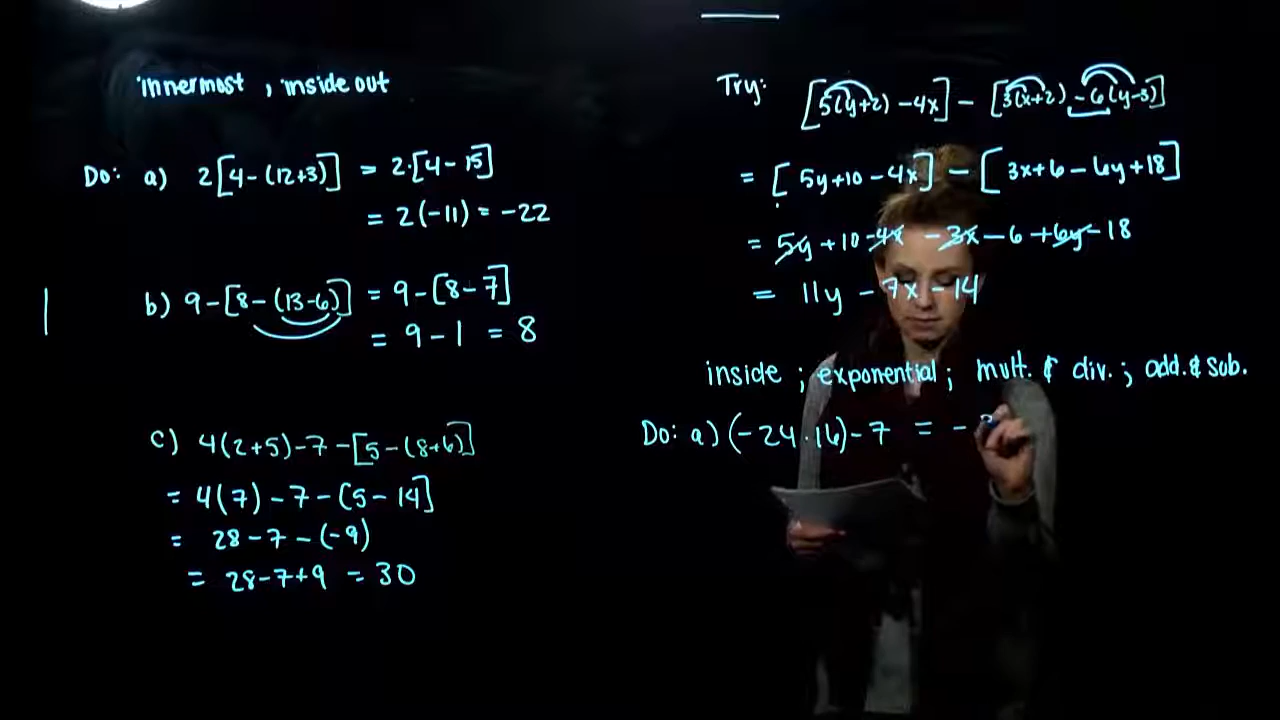 innermost , inside out
Do: a) 2[4-(12+3)] = 2·[4-15]
= 2(-11) = -22
b) 9-[8-(13-6)] = 9-[8-7]
= 9-1 = 8
c) 4(2+5)-7-[5-(8+6)]
= 4(7)-7-(5-14]
= 28-7-(-9)
= 28-7+9 = 30
Try: [5(y+2)-4x] - [3(x+2)-6(y-3)]
= [5y+10-4x] - [3x+6-6y+18]
= 5y+10-4x-3x-6+6y-18
= 11y-7x-14
inside ; exponential ; mult. & div. ; add. & sub.
Do: a) (-24·16)-7 = -